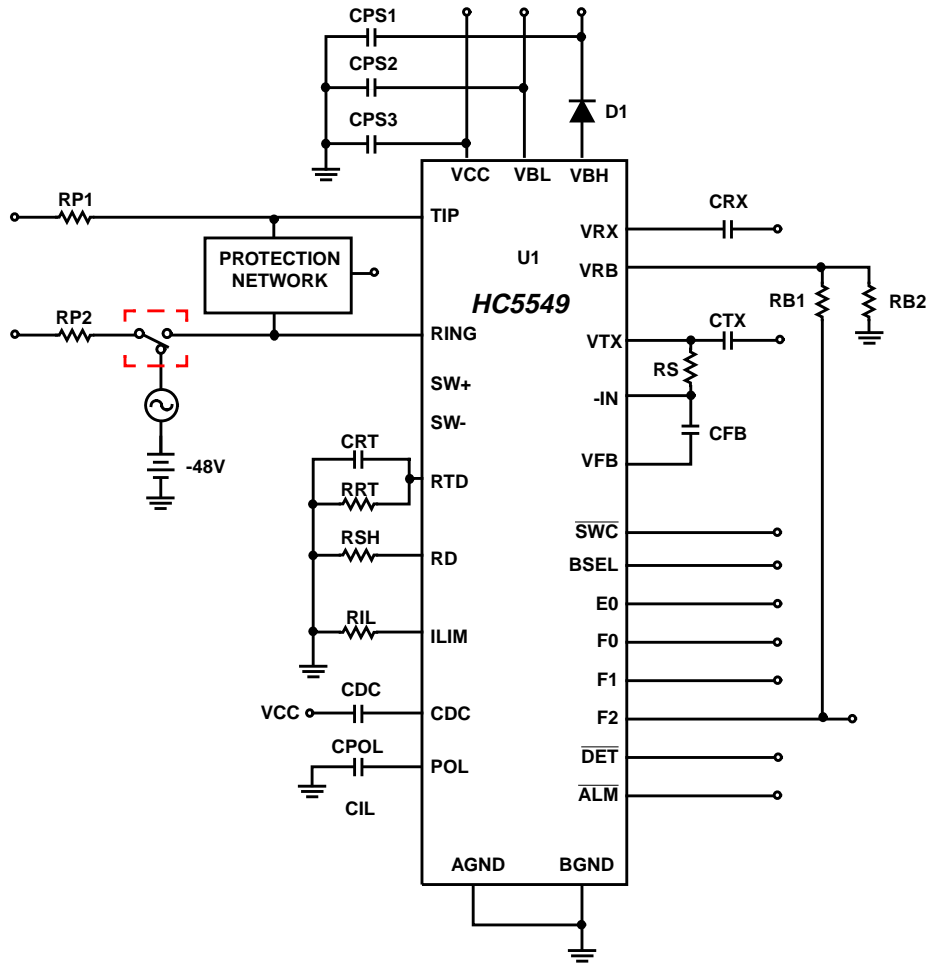 CPS1
CPS2
CPS3
D1
VCC VBL VBH
RP1
TIP
CRX
VRX
U1
PROTECTION
NETWORK
VRB
HC5549
RB1 RB2
RP2
RING
CTX
VTX
RS
SW+
-IN
SW-
CFB
CRT
-48V
VFB
RTD
RRT
SWC
RSH
RD
BSEL
E0
RIL
ILIM
F0
F1
CDC
VCC
CDC
F2
CPOL
POL
DET
ALM
CIL
AGND BGND